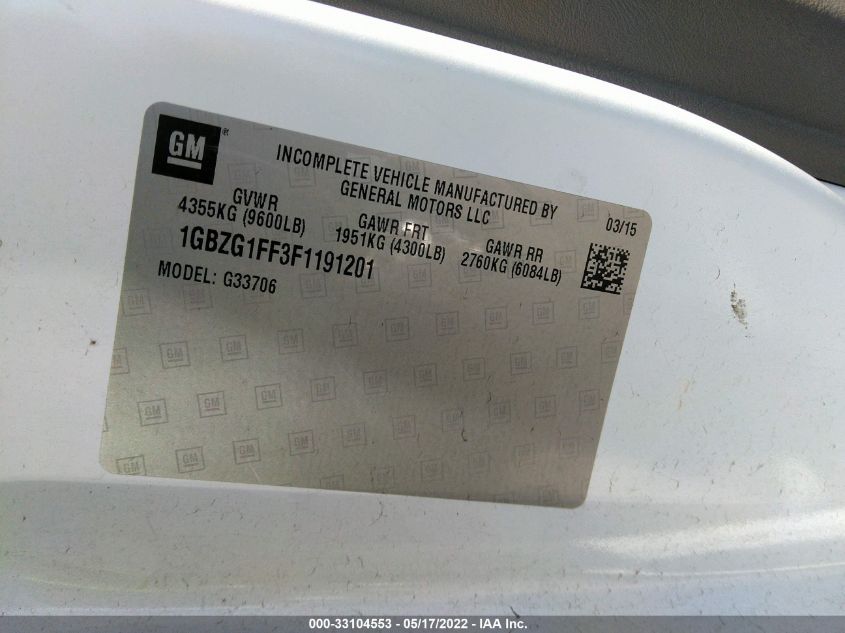 GM
INCOMPLETE VEHICLE MANUFACTURED BY
GENERAL MOTORS LLC
03/15
GVWR
4355KG (9600LB)
GAWR FRT
1951KG (4300LB)
GAWR RR
2760KG (6084LB)
1GBZG1FF3F1191201
MODEL: G33706
000-33104553 - 05/17/2022 - IAA Inc.